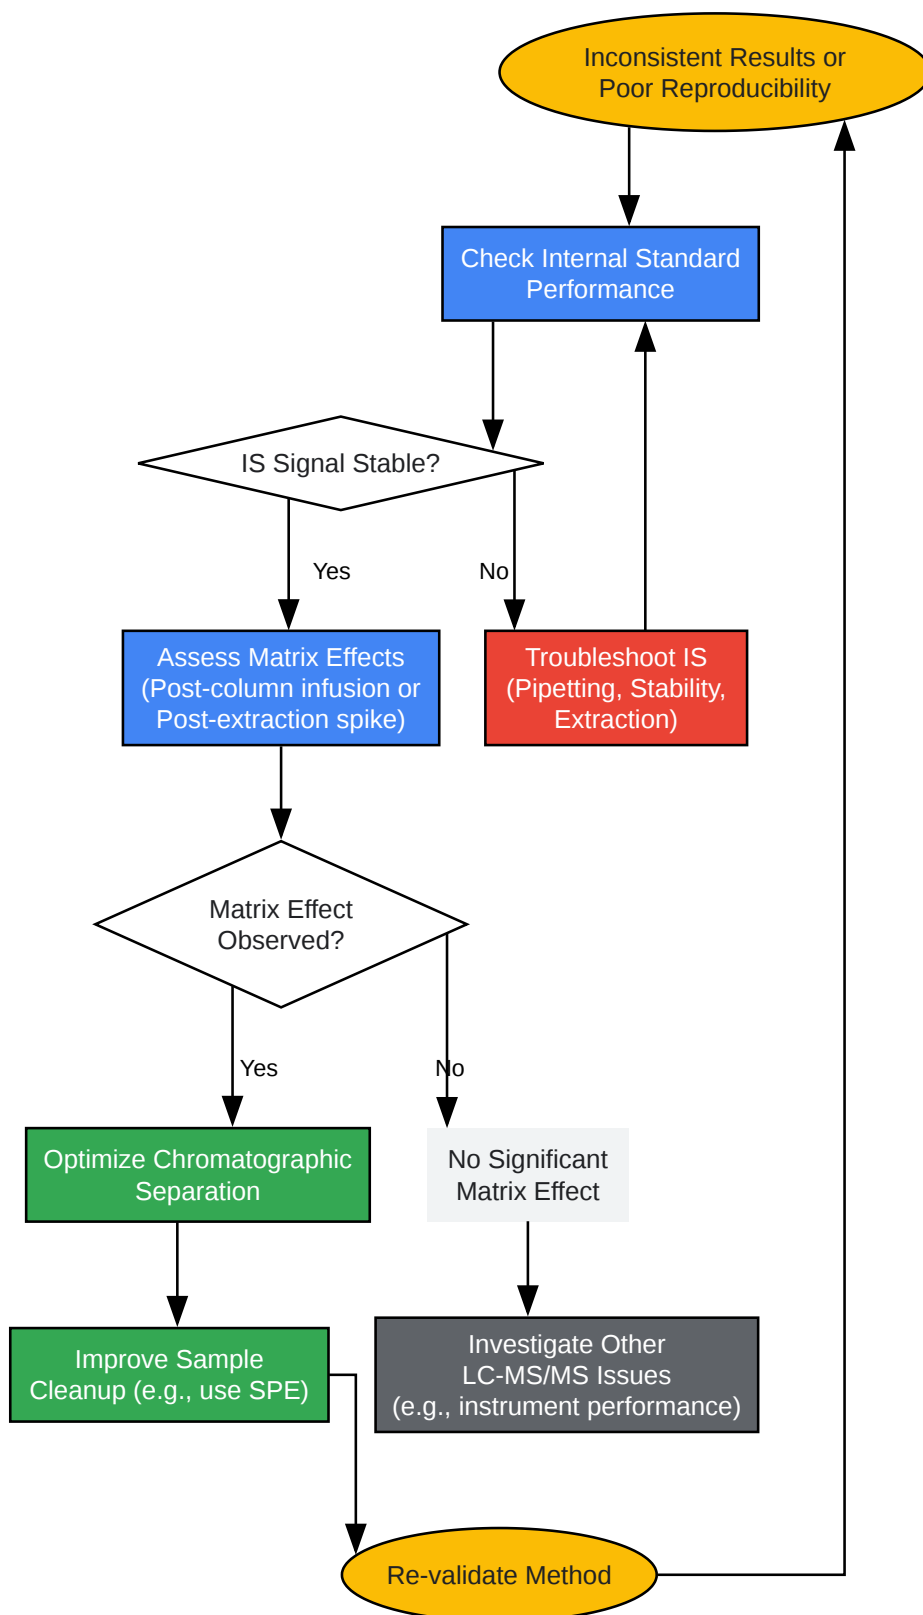 Inconsistent Results or
Poor Reproducibility
Check Internal Standard
Performance
IS Signal Stable?
Yes
No
Assess Matrix Effects
(Post-column infusion or
Post-extraction spike)
Troubleshoot IS
(Pipetting, Stability,
Extraction)
Matrix Effect
Observed?
Yes
No
Optimize Chromatographic
Separation
No Significant
Matrix Effect
Improve Sample
Cleanup (e.g., use SPE)
Investigate Other
LC-MS/MS Issues
(e.g., instrument performance)
Re-validate Method